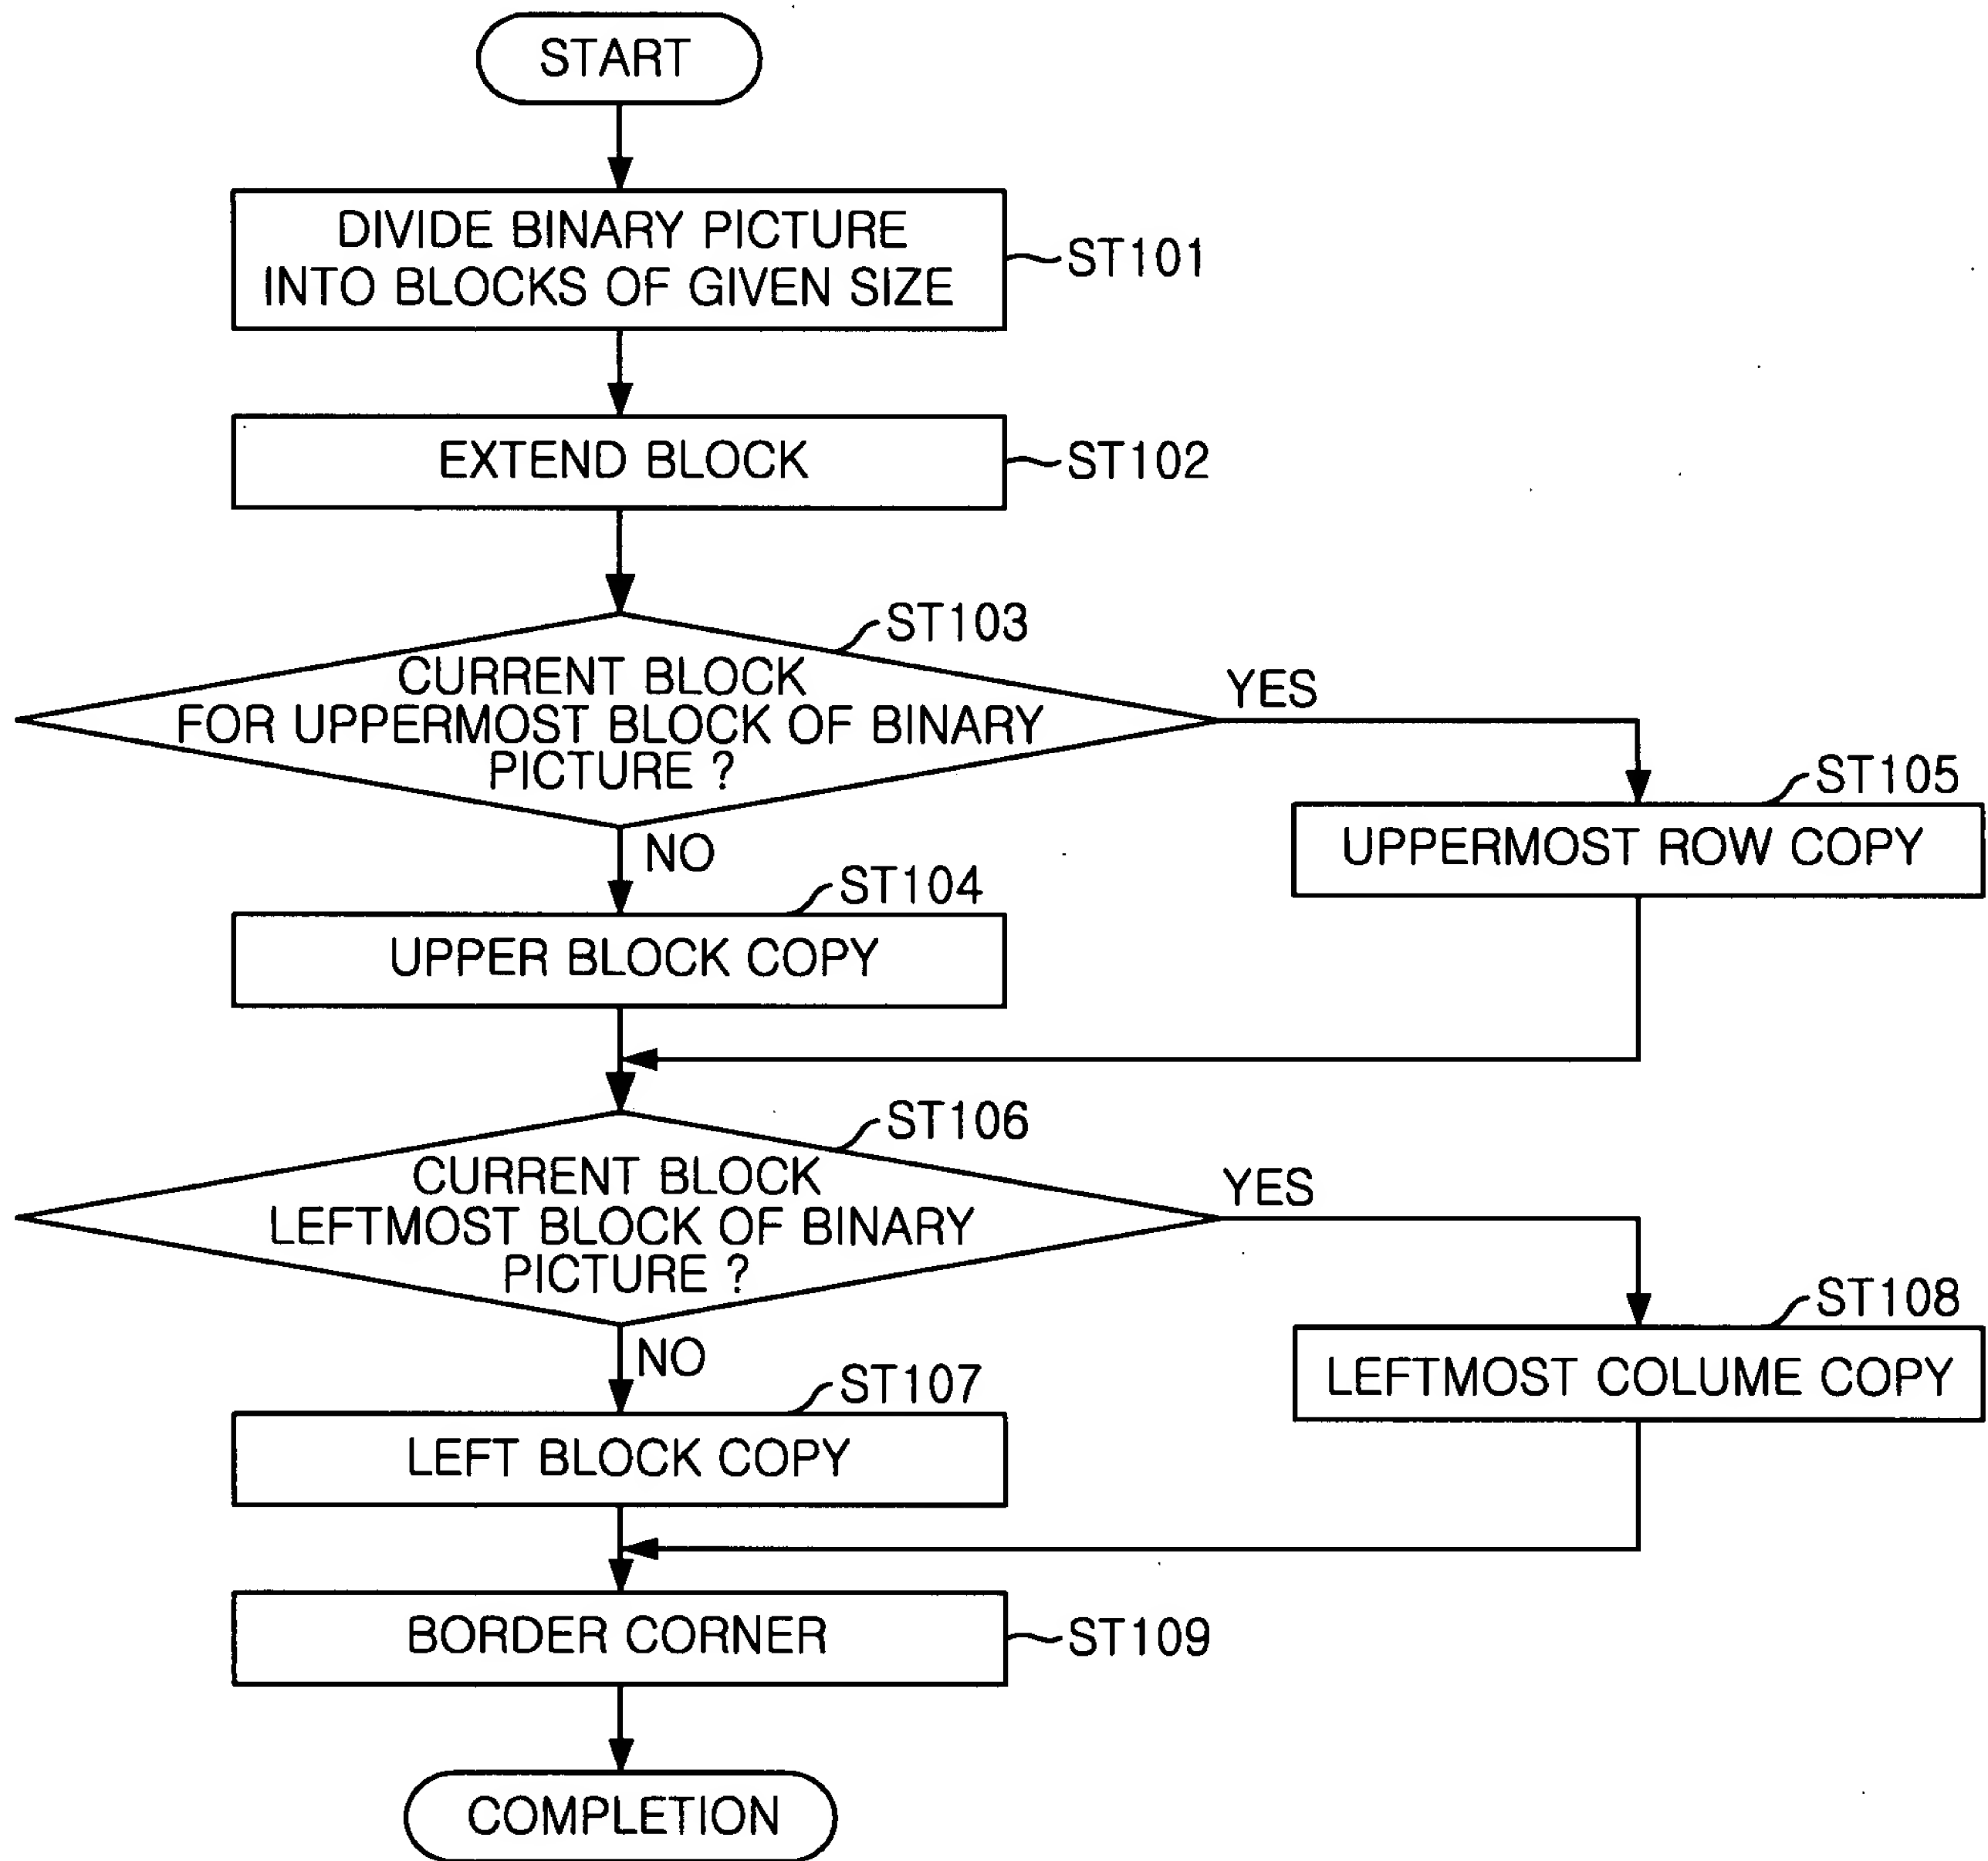 START
DIVIDE BINARY PICTURE
INTO BLOCKS OF GIVEN SIZE
ST101
EXTEND BLOCK
ST102
ST103
CURRENT BLOCK
FOR UPPERMOST BLOCK OF BINARY
PICTURE ?
YES
NO
ST105
UPPERMOST ROW COPY
ST104
UPPER BLOCK COPY
ST106
CURRENT BLOCK
LEFTMOST BLOCK OF BINARY
PICTURE ?
YES
NO
ST108
LEFTMOST COLUME COPY
ST107
LEFT BLOCK COPY
BORDER CORNER
ST109
COMPLETION